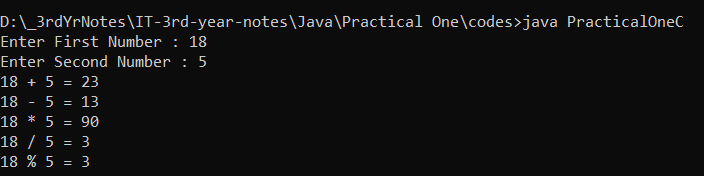 D:\_3rdYrNotes\IT-3rd-year-notes\Java\Practical One\codes>java PracticalOneC
Enter First Number : 18
Enter Second Number : 5
18 + 5 = 23
18 - 5 = 13
18 * 5 = 90
18 / 5 = 3
18 % 5 = 3